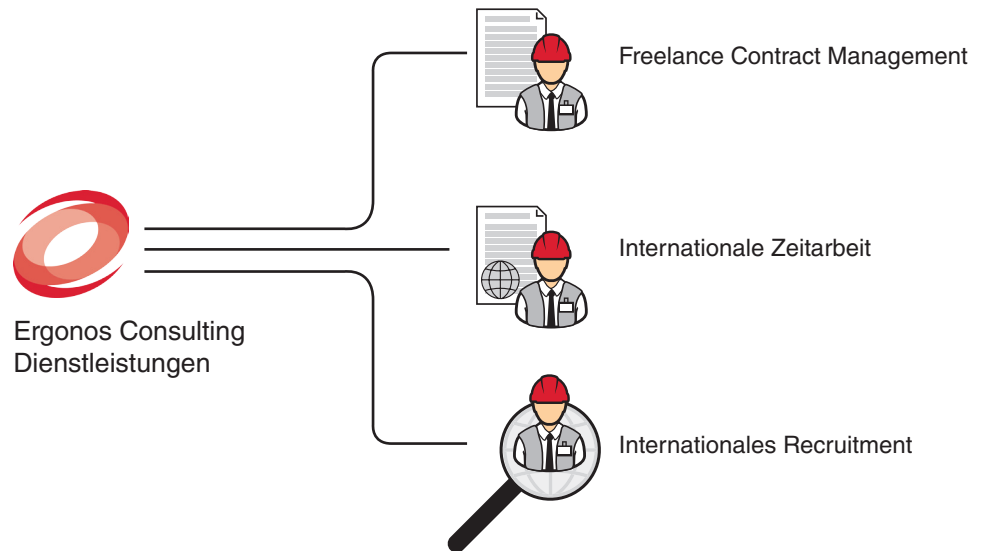 Freelance Contract Management
Internationale Zeitarbeit
Ergonos Consulting
Dienstleistungen
Internationales Recruitment